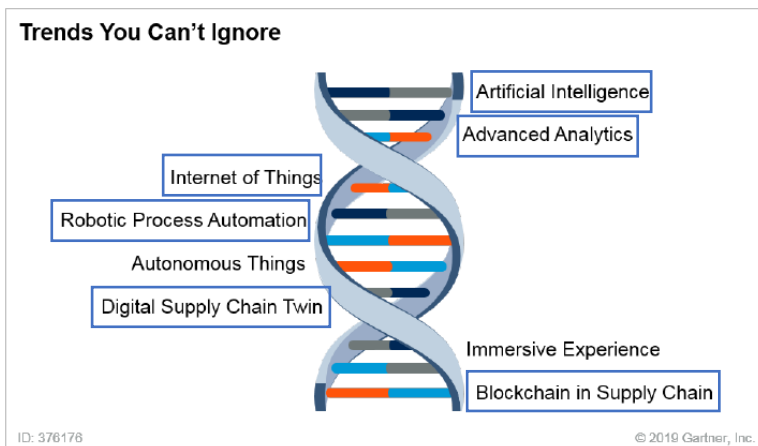 Trends You Can't Ignore
Artificial Intelligence
Advanced Analytics
Internet of Things
Robotic Process Automation
Autonomous Things
Digital Supply Chain Twin
Immersive Experience
Blockchain in Supply Chain
ID: 376176
© 2019 Gartner, Inc.